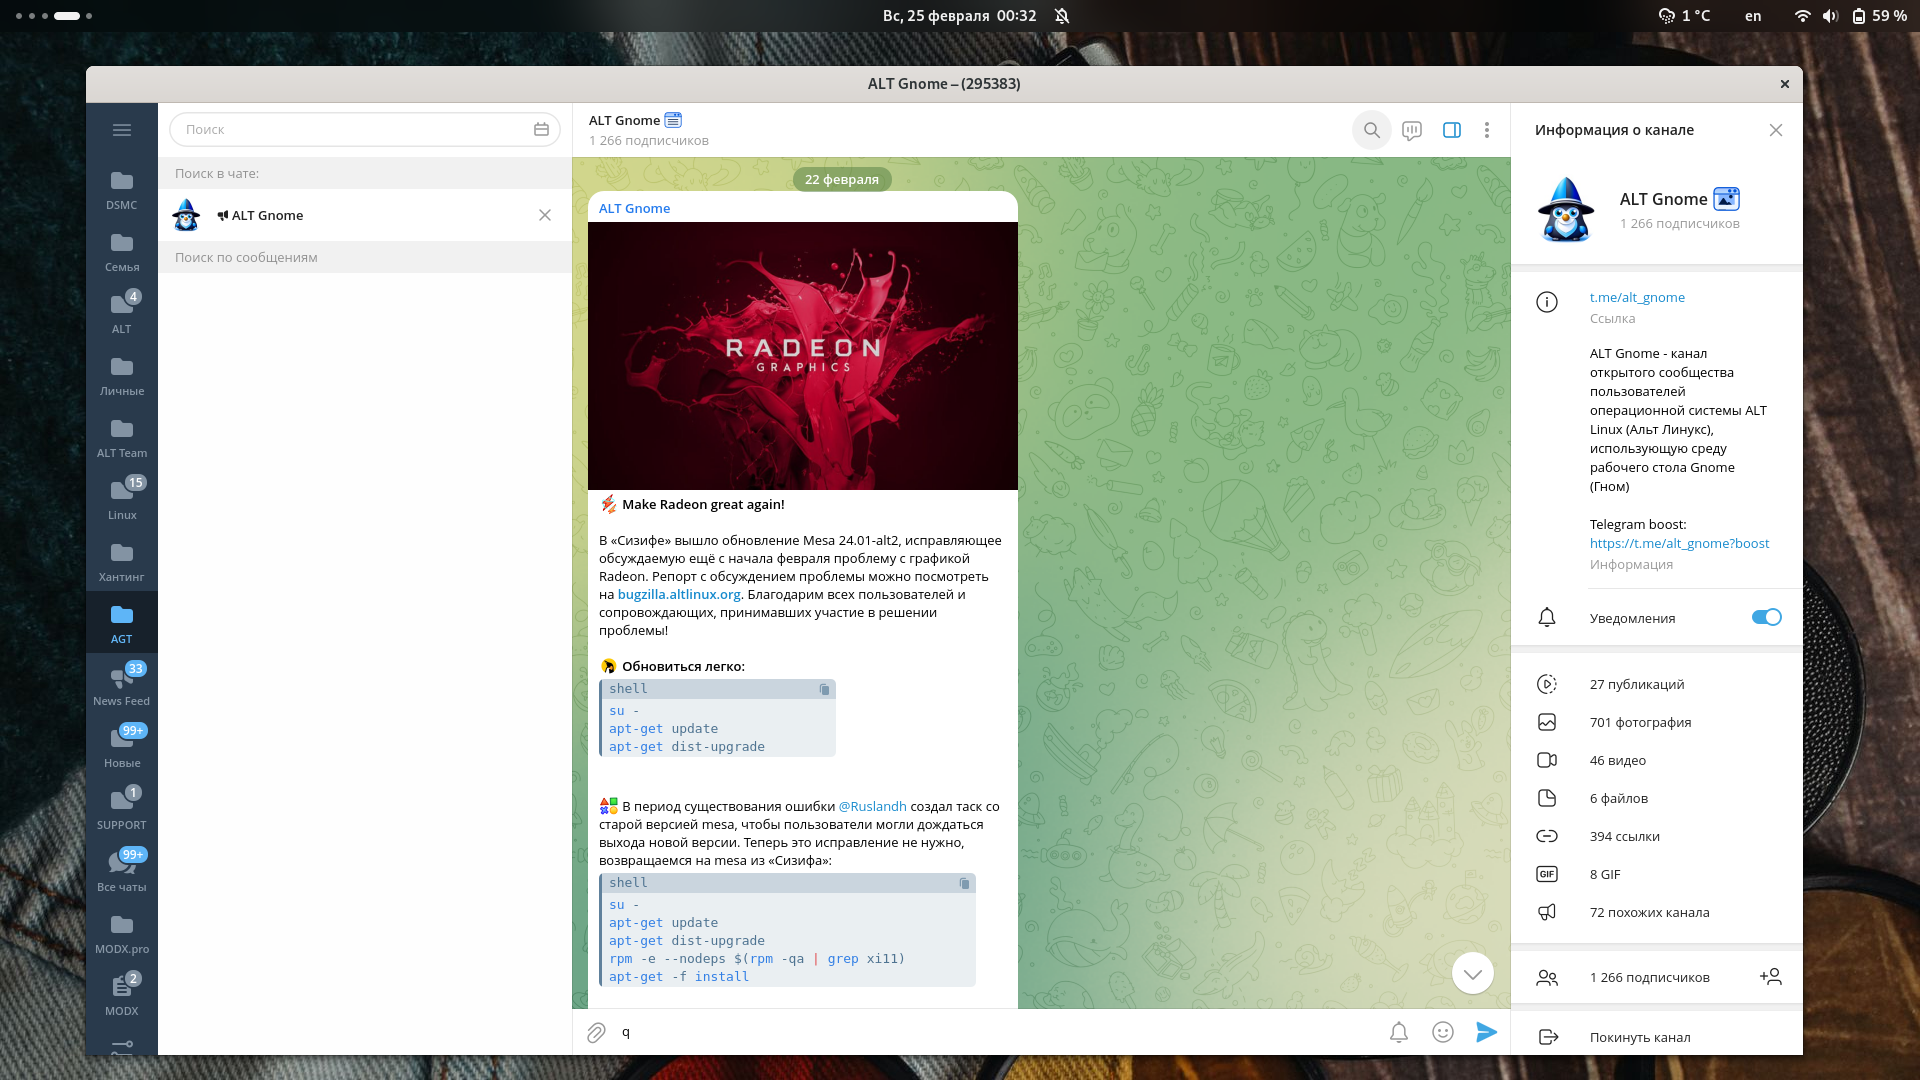 Вс, 25 февраля 00:32
1 °C
en
59 %
ALT Gnome – (295383)
DSMC
Семья
4
ALT
Личные
ALT Team
15
Linux
Хантинг
AGT
33
News Feed
99+
Новые
1
SUPPORT
99+
Все чаты
MODX.pro
2
MODX
Поиск
Поиск в чате:
ALT Gnome
Поиск по сообщениям
ALT Gnome
1 266 подписчиков
22 февраля
ALT Gnome
RADEON
GRAPHICS
Make Radeon great again!
В «Сизифе» вышло обновление Mesa 24.01-alt2, исправляющее
обсуждаемую ещё с начала февраля проблему с графикой
Radeon. Репорт с обсуждением проблемы можно посмотреть
на bugzilla.altlinux.org. Благодарим всех пользователей и
сопровождающих, принимавших участие в решении
проблемы!
Обновиться легко:
shell
su -
apt-get update
apt-get dist-upgrade
В период существования ошибки @Ruslandh создал таск со
старой версией mesa, чтобы пользователи могли дождаться
выхода новой версии. Теперь это исправление не нужно,
возвращаемся на mesa из «Сизифа»:
shell
su -
apt-get update
apt-get dist-upgrade
rpm -e --nodeps $(rpm -qa | grep xi11)
apt-get -f install
q
Информация о канале
ALT Gnome
1 266 подписчиков
t.me/alt_gnome
Ссылка
ALT Gnome - канал
открытого сообщества
пользователей
операционной системы ALT
Linux (Альт Линукс),
использующую среду
рабочего стола Gnome
(Гном)
Telegram boost:
https://t.me/alt_gnome?boost
Информация
Уведомления
27 публикаций
701 фотография
46 видео
6 файлов
394 ссылки
GIF
8 GIF
72 похожих канала
1 266 подписчиков
Покинуть канал